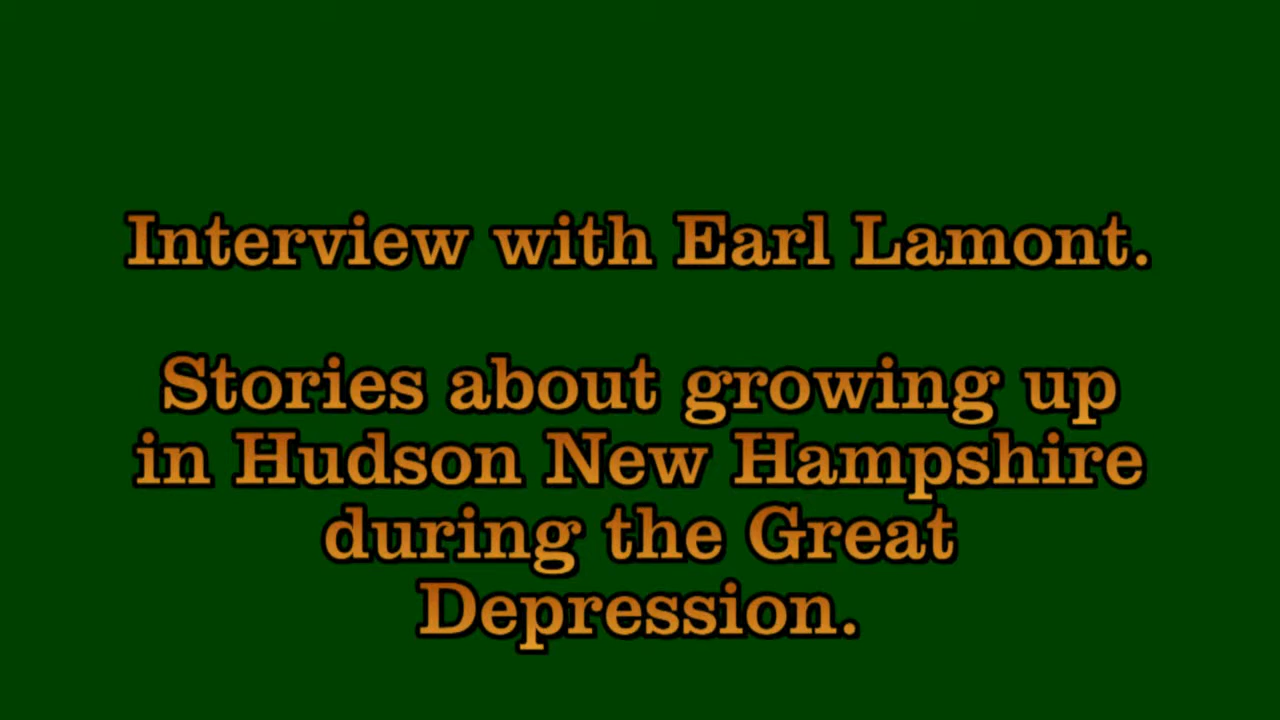 Interview with Earl Lamont.
Stories about growing up
in Hudson New Hampshire
during the Great
Depression.